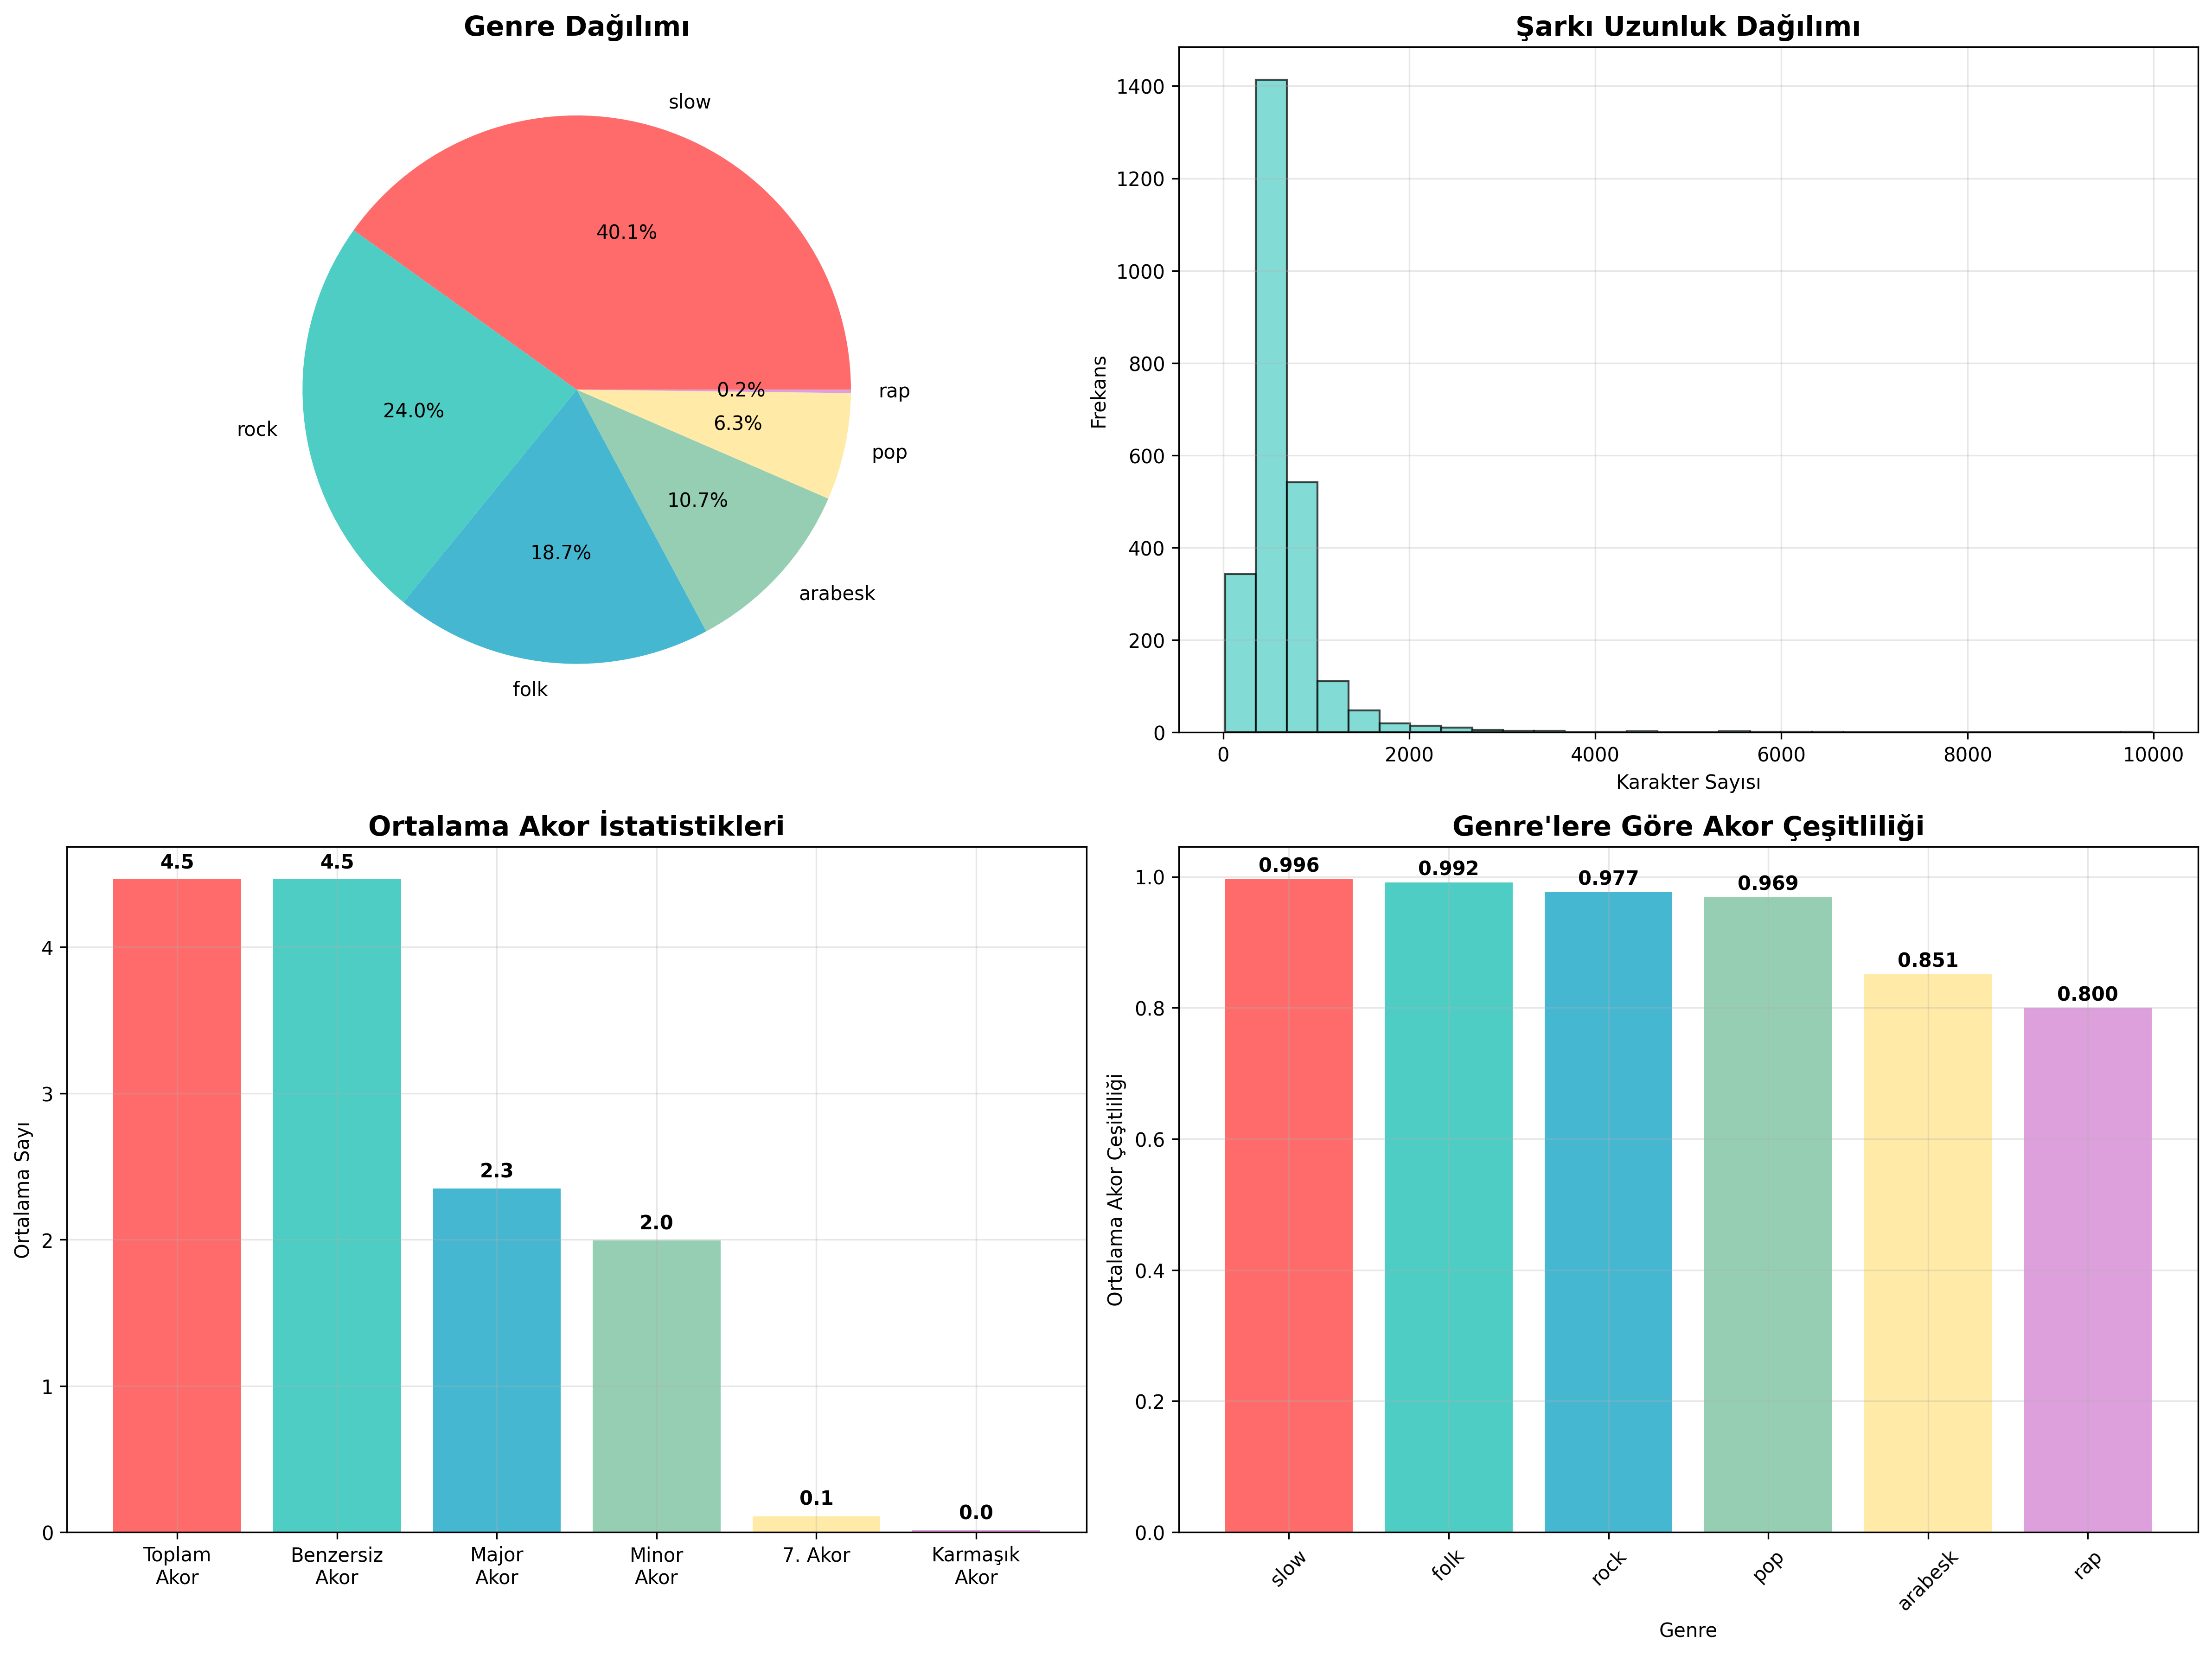 Genre Dağılımı
slow
40.1%
rock
24.0%
0.2%
rap
6.3%
pop
10.7%
18.7%
arabesk
folk
Şarkı Uzunluk Dağılımı
Frekans
1400
1200
1000
800
600
400
200
0
0 2000 4000 6000 8000 10000
Karakter Sayısı
Ortalama Akor İstatistikleri
Ortalama Sayı
4
3
2
1
0
4.5 4.5 2.3 2.0 0.1 0.0
Toplam Akor
Benzersiz Akor
Major Akor
Minor Akor
7. Akor
Karmaşık Akor
Genre'lere Göre Akor Çeşitliliği
Ortalama Akor Çeşitliliği
1.0
0.8
0.6
0.4
0.2
0.0
0.996 0.992 0.977 0.969 0.851 0.800
slow folk rock pop arabesk rap
Genre